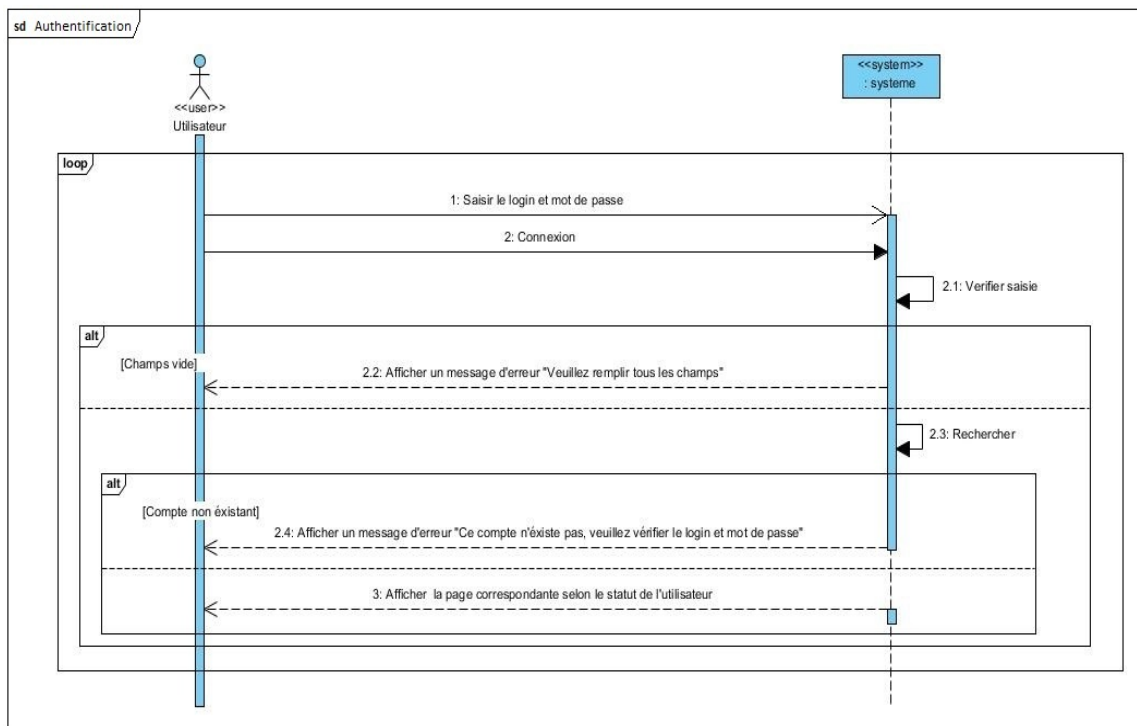 sd Authentification
<<user>>
Utilisateur
<<system>>
: systeme
loop
1: Saisir le login et mot de passe
2: Connexion
2.1: Verifier saisie
alt
[Champs vide]
2.2: Afficher un message d'erreur "Veuillez remplir tous les champs"
2.3: Rechercher
alt
[Compte non éxistant]
2.4: Afficher un message d'erreur "Ce compte n'éxiste pas, veuillez vérifier le login et mot de passe"
3: Afficher la page correspondante selon le statut de l'utilisateur